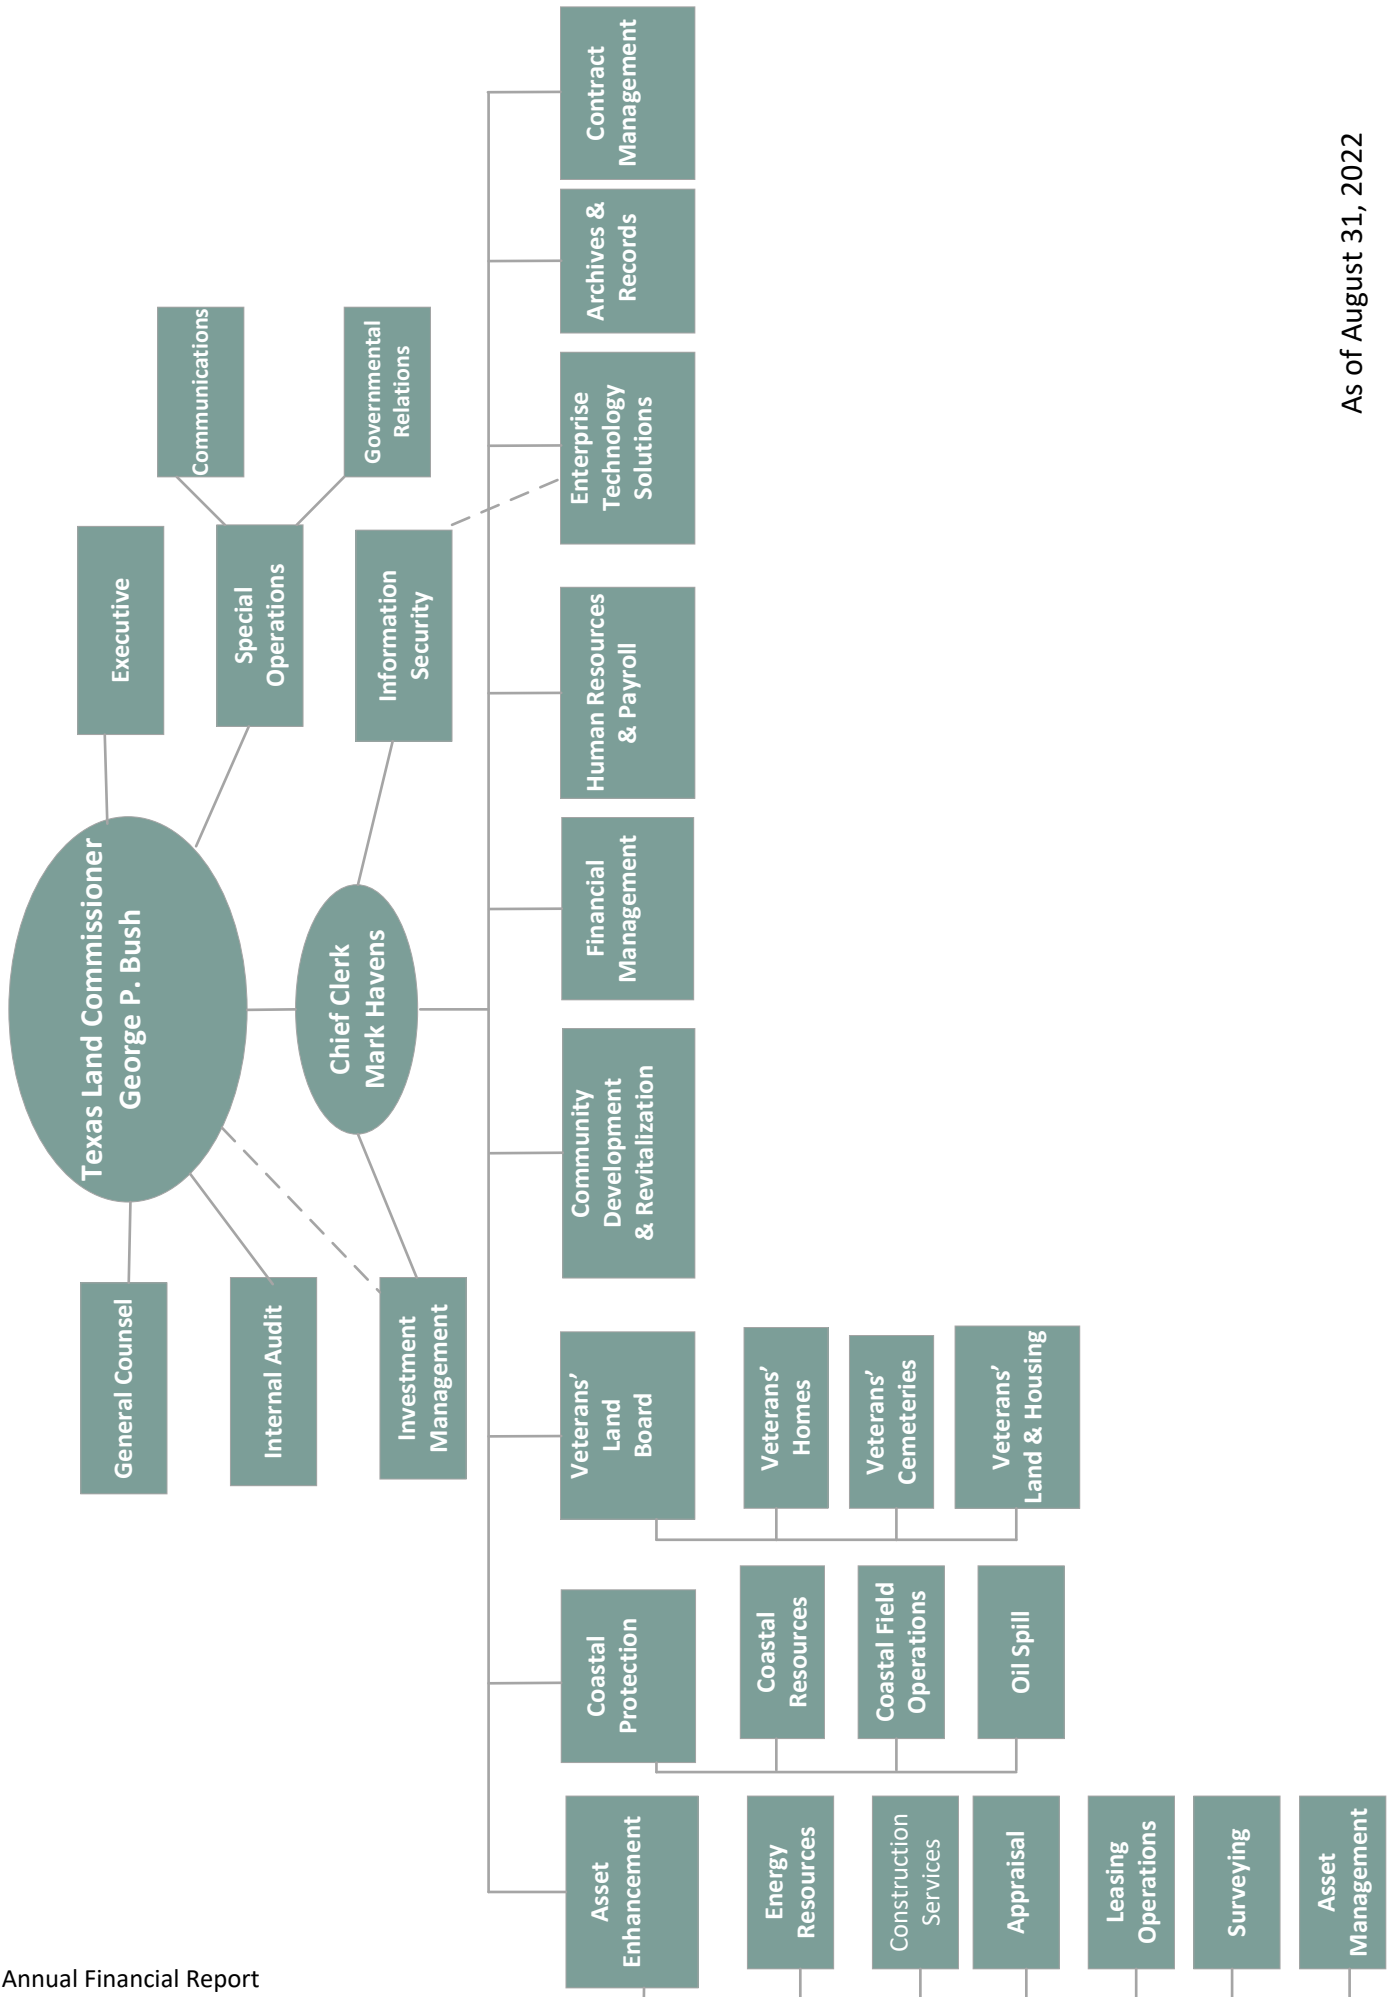 Texas Land Commissioner
George P. Bush
General Counsel
Executive
Communications
Internal Audit
Special
Operations
Governmental
Relations
Chief Clerk
Mark Havens
Investment
Management
Information
Security
Asset
Enhancement
Coastal
Protection
Veterans’
Land
Board
Community
Development
& Revitalization
Financial
Management
Human Resources
& Payroll
Enterprise
Technology
Solutions
Archives &
Records
Contract
Management
Energy
Resources
Construction
Services
Appraisal
Leasing
Operations
Surveying
Asset
Management
Coastal
Resources
Coastal Field
Operations
Oil Spill
Veterans’
Homes
Veterans’
Cemeteries
Veterans’
Land & Housing
As of August 31, 2022
Annual Financial Report